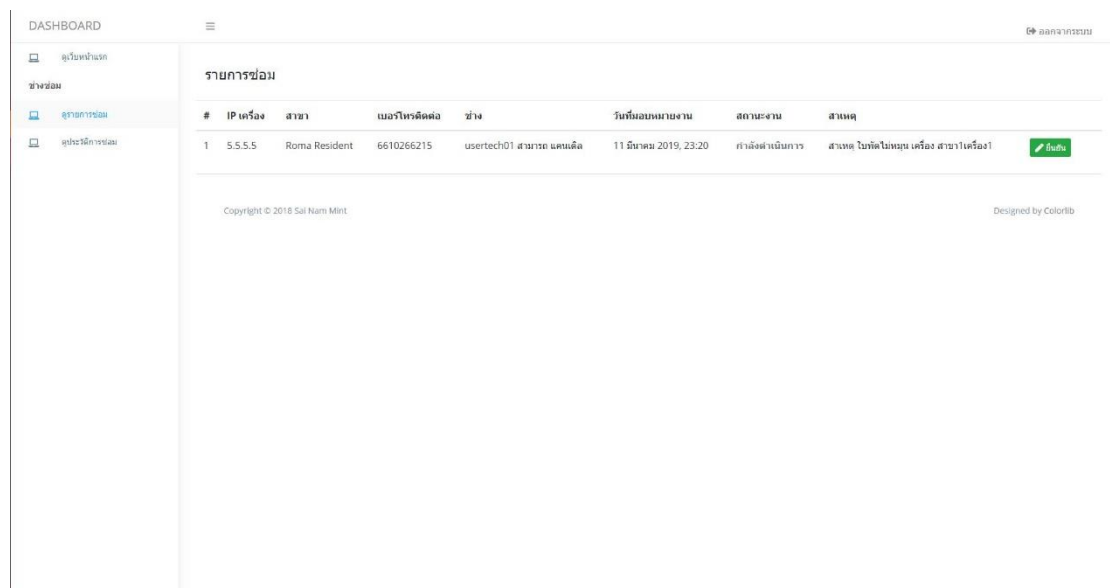 DASHBOARD
ออกจากระบบ
ดูเว็บหน้าแรก
ช่างซ่อม
ดูรายการซ่อม
ดูประวัติการซ่อม
รายการซ่อม
# IP เครื่อง สาขา เบอร์โทรติดต่อ ช่าง วันที่มอบหมายงาน สถานะงาน สาเหตุ
1 5.5.5.5 Roma Resident 6610266215 usertech01 สามารถ แคนเดิล 11 มีนาคม 2019, 23:20 กำลังดำเนินการ สาเหตุ ใบพัดไม่หมุน เครื่อง สาขา1เครื่อง1 ยืนยัน
Copyright © 2018 Sai Nam Mint Designed by Colorlib